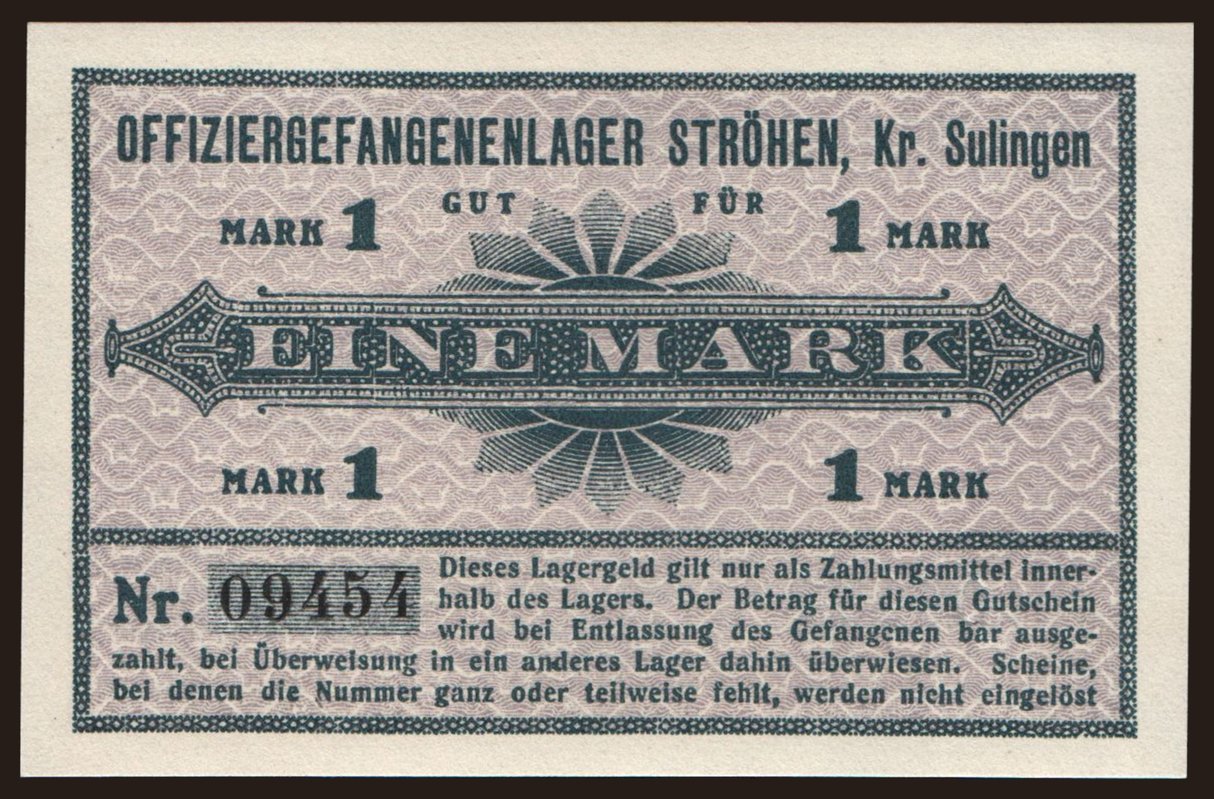 OFFIZIERGEFANGENENLAGER STRÖHEN, Kr. Sulingen
GUT FÜR
MARK 1 1 MARK
EINE MARK
MARK 1 1 MARK
Nr. 09454
Dieses Lagergeld gilt nur als Zahlungsmittel inner-
halb des Lagers. Der Betrag für diesen Gutschein
wird bei Entlassung des Gefangenen bar ausge-
zahlt, bei Überweisung in ein anderes Lager dahin überwiesen. Scheine,
bei denen die Nummer ganz oder teilweise fehlt, werden nicht eingelöst